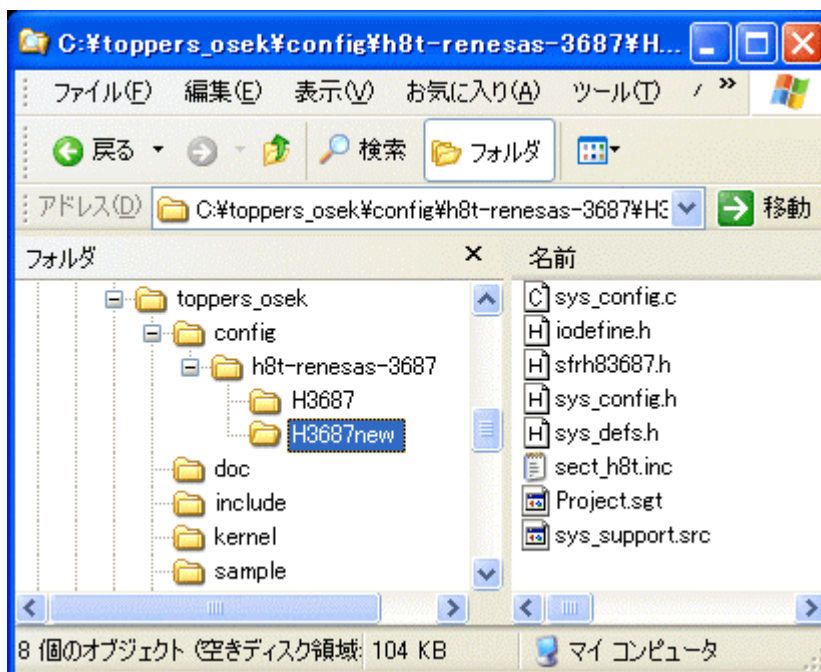 C:¥toppers_osek¥config¥h8t-renesas-3687¥H...
ファイル(F) 編集(E) 表示(V) お気に入り(A) ツール(T) »
戻る 検索 フォルダ
アドレス(D) C:¥toppers_osek¥config¥h8t-renesas-3687¥H3 移動
フォルダ × 名前
toppers_osek
config
h8t-renesas-3687
H3687
H3687new
doc
include
kernel
sample
sys_config.c
iodefine.h
sfrh83687.h
sys_config.h
sys_defs.h
sect_h8t.inc
Project.sgt
sys_support.src
8 個のオブジェクト (空きディスク領域: 104 KB マイ コンピュータ